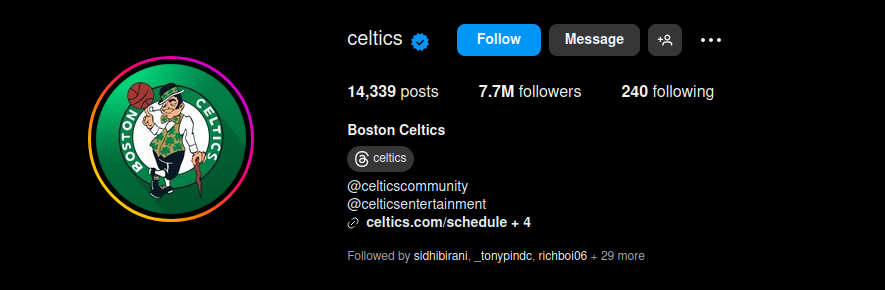 celtics
Follow
Message
14,339 posts
7.7M followers
240 following
Boston Celtics
celtics
@celticscommunity
@celticsentertainment
celtics.com/schedule + 4
Followed by sidhibirani, _tonypindc, richboi06 + 29 more
BOSTON CELTICS